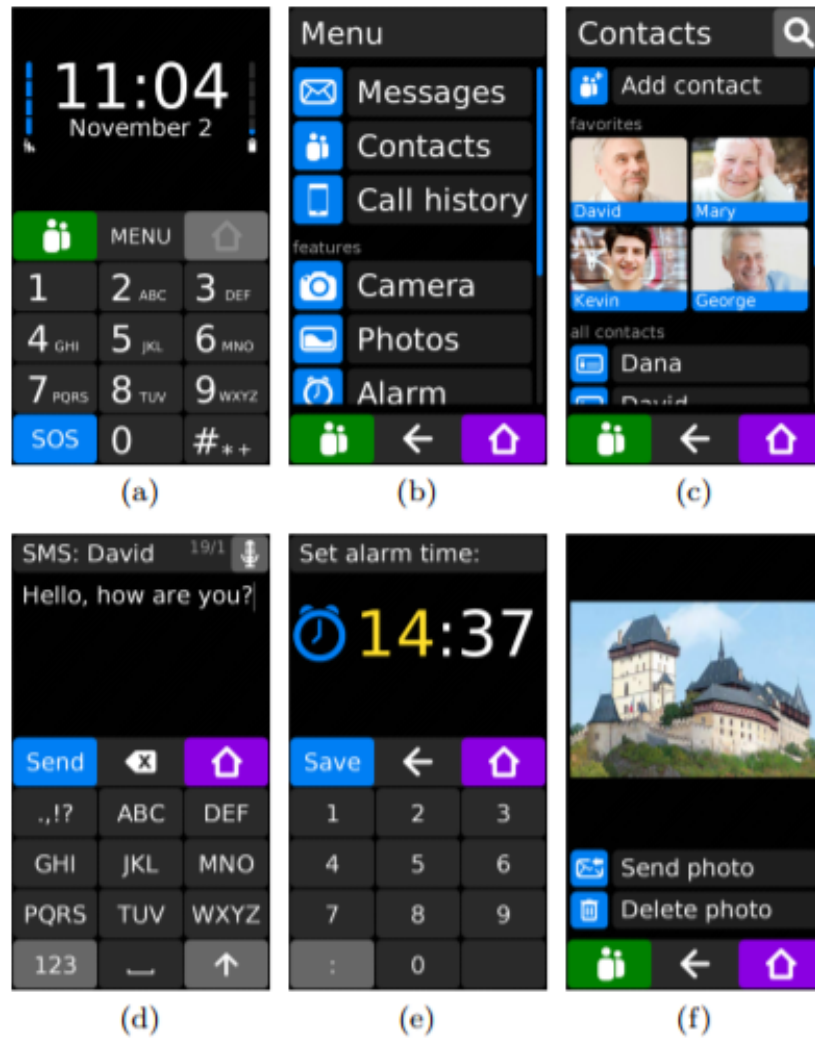 11:04
November 2
MENU
1
2 ABC
3 DEF
4 GHI
5 JKL
6 MNO
7 PQRS
8 TUV
9 WXYZ
SOS
0
#*+
(a)
Menu
Messages
Contacts
Call history
features
Camera
Photos
Alarm
(b)
Contacts
Add contact
favorites
David
Mary
Kevin
George
all contacts
Dana
David
(c)
SMS: David 19/1
Hello, how are you?
Send
.,!? ABC DEF
GHI JKL MNO
PQRS TUV WXYZ
123
(d)
Set alarm time:
14:37
Save
1 2 3
4 5 6
7 8 9
: 0
(e)
Send photo
Delete photo
(f)